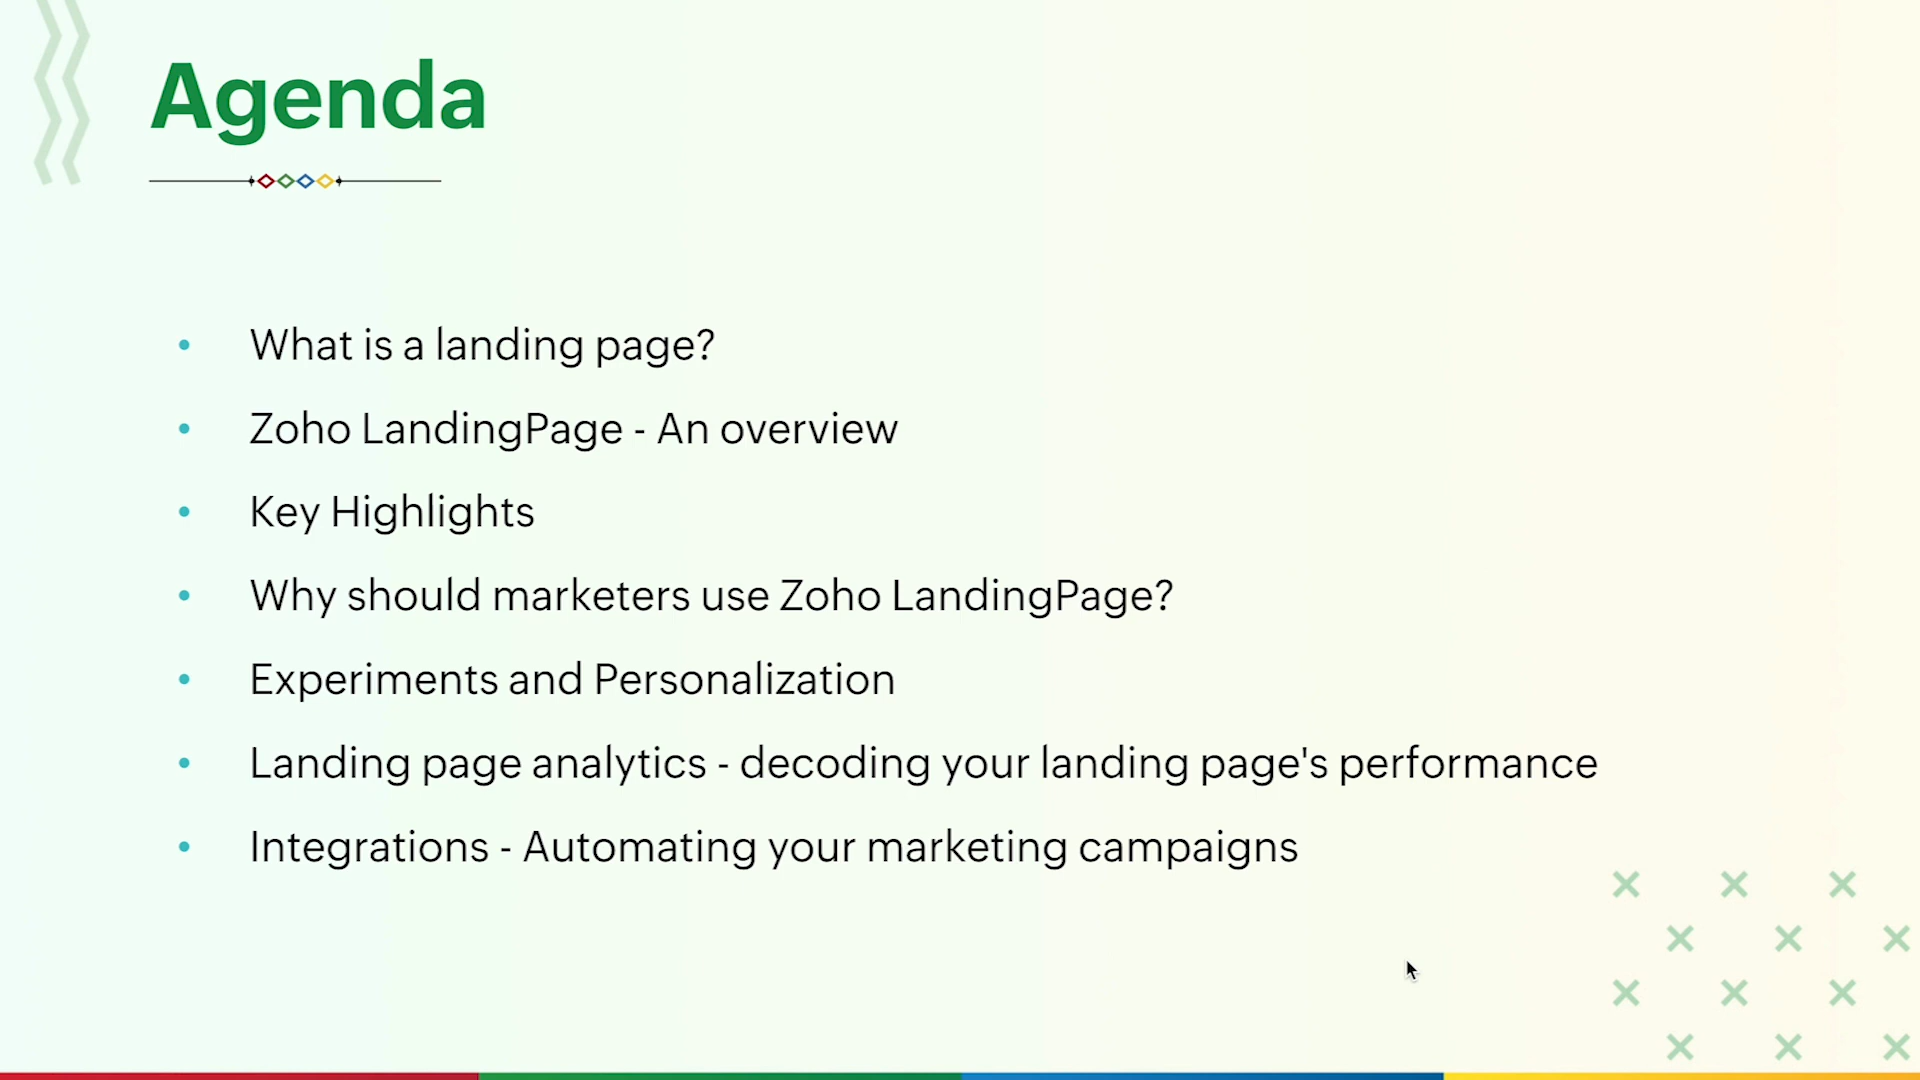 Agenda
• What is a landing page?
• Zoho LandingPage - An overview
• Key Highlights
• Why should marketers use Zoho LandingPage?
• Experiments and Personalization
• Landing page analytics - decoding your landing page's performance
• Integrations - Automating your marketing campaigns